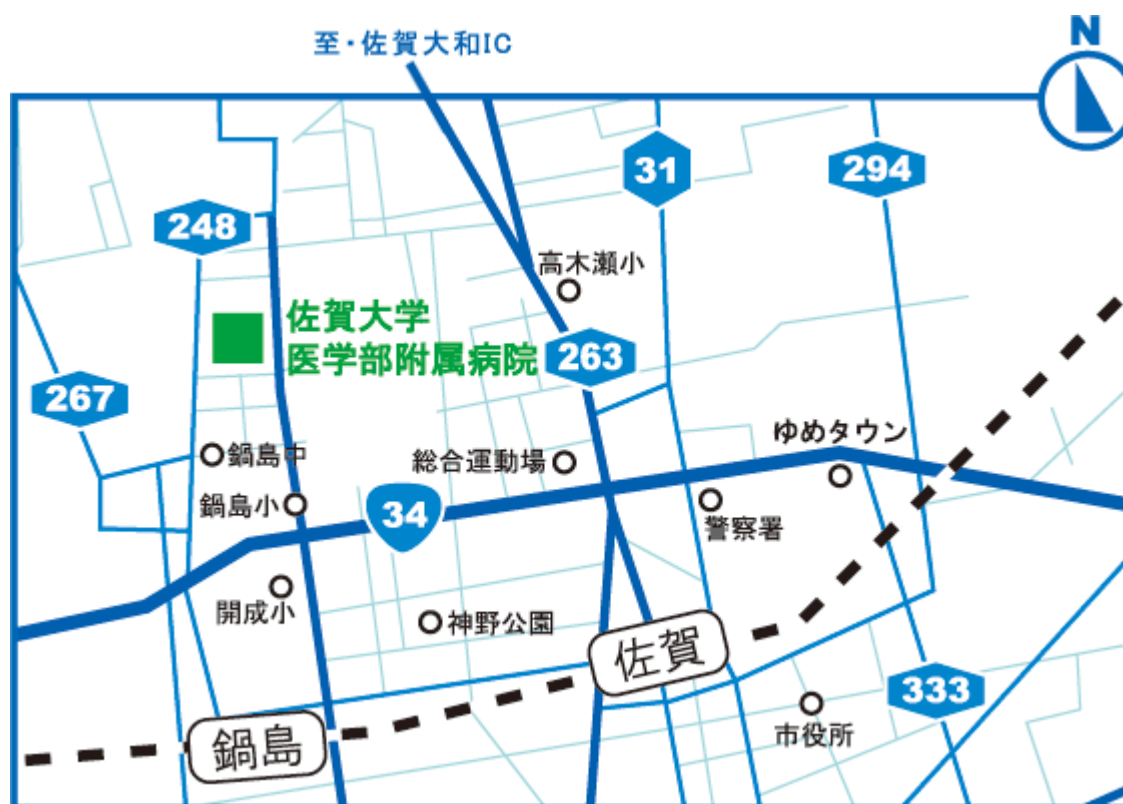 N
至・佐賀大和IC
31
294
248
高木瀬小
佐賀大学
医学部附属病院
263
267
ゆめタウン
鍋島中
総合運動場
鍋島小
34
警察署
開成小
神野公園
佐賀
333
市役所
鍋島